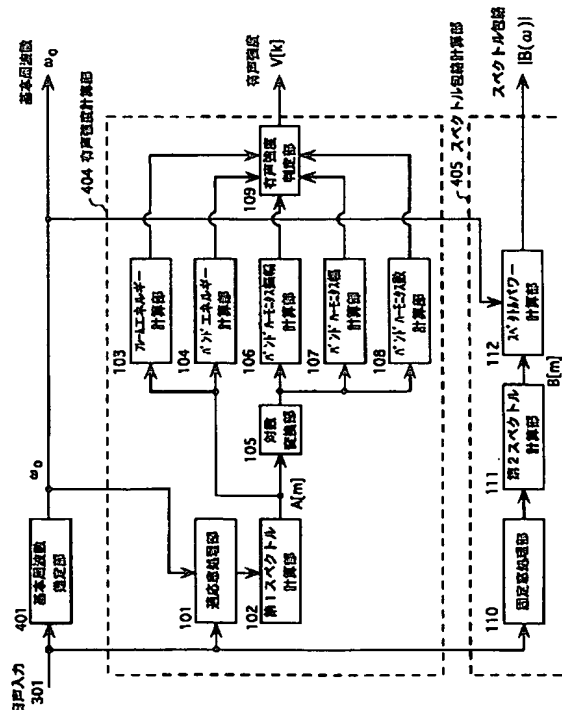 音声入力
301
401
基本周波数
推定部
ω₀
基本周波数
ω₀
404 有声強度計算部
101
適応窓処理部
102
第1スペクトル
計算部
A[m]
105
対数
変換部
103
フレームエネルギー
計算部
104
バンドエネルギー
計算部
106
バンドハーモニクス振幅
計算部
107
バンドハーモニクス幅
計算部
108
バンドハーモニクス数
計算部
109
有声強度
判定部
有声強度
V[k]
405 スペクトル包絡計算部
110
固定窓処理部
111
第2スペクトル
計算部
B[m]
112
スペクトルパワー
計算部
スペクトル包絡
|B(ω)|